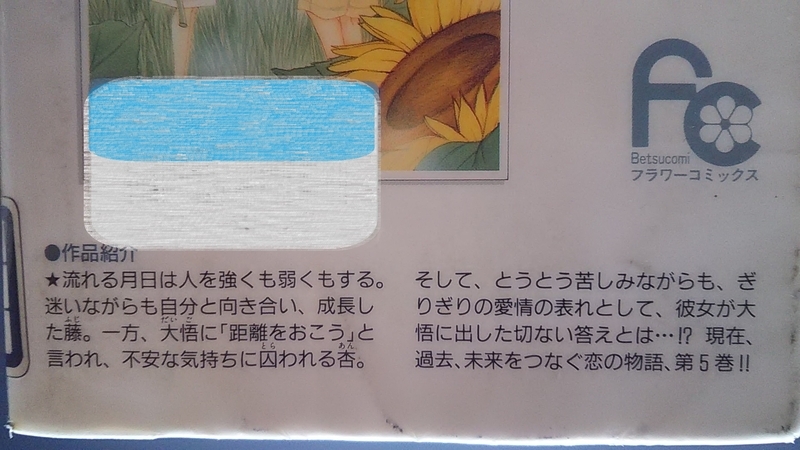 FC
Betsucomi
フラワーコミックス
●作品紹介
★流れる月日は人を強くも弱くもする。
迷いながらも自分と向き合い、成長し
た藤。一方、大悟に「距離をおこう」と
言われ、不安な気持ちに囚われる杏。
そして、とうとう苦しみながらも、ぎ
りぎりの愛情の表れとして、彼女が大
悟に出した切ない答えとは…!? 現在、
過去、未来をつなぐ恋の物語、第5巻!!